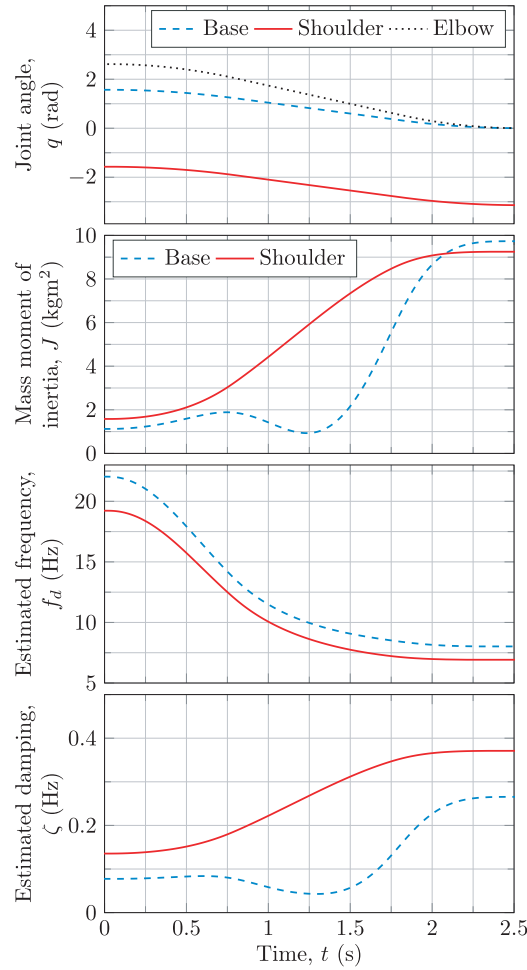 Base Shoulder Elbow
4
2
0
−2
Joint angle,
q (rad)
Base Shoulder
10
8
6
4
2
0
Mass moment of
inertia, J (kgm²)
20
15
10
5
Estimated frequency,
f_d (Hz)
0.4
0.2
0
Estimated damping,
ζ (Hz)
0 0.5 1 1.5 2 2.5
Time, t (s)